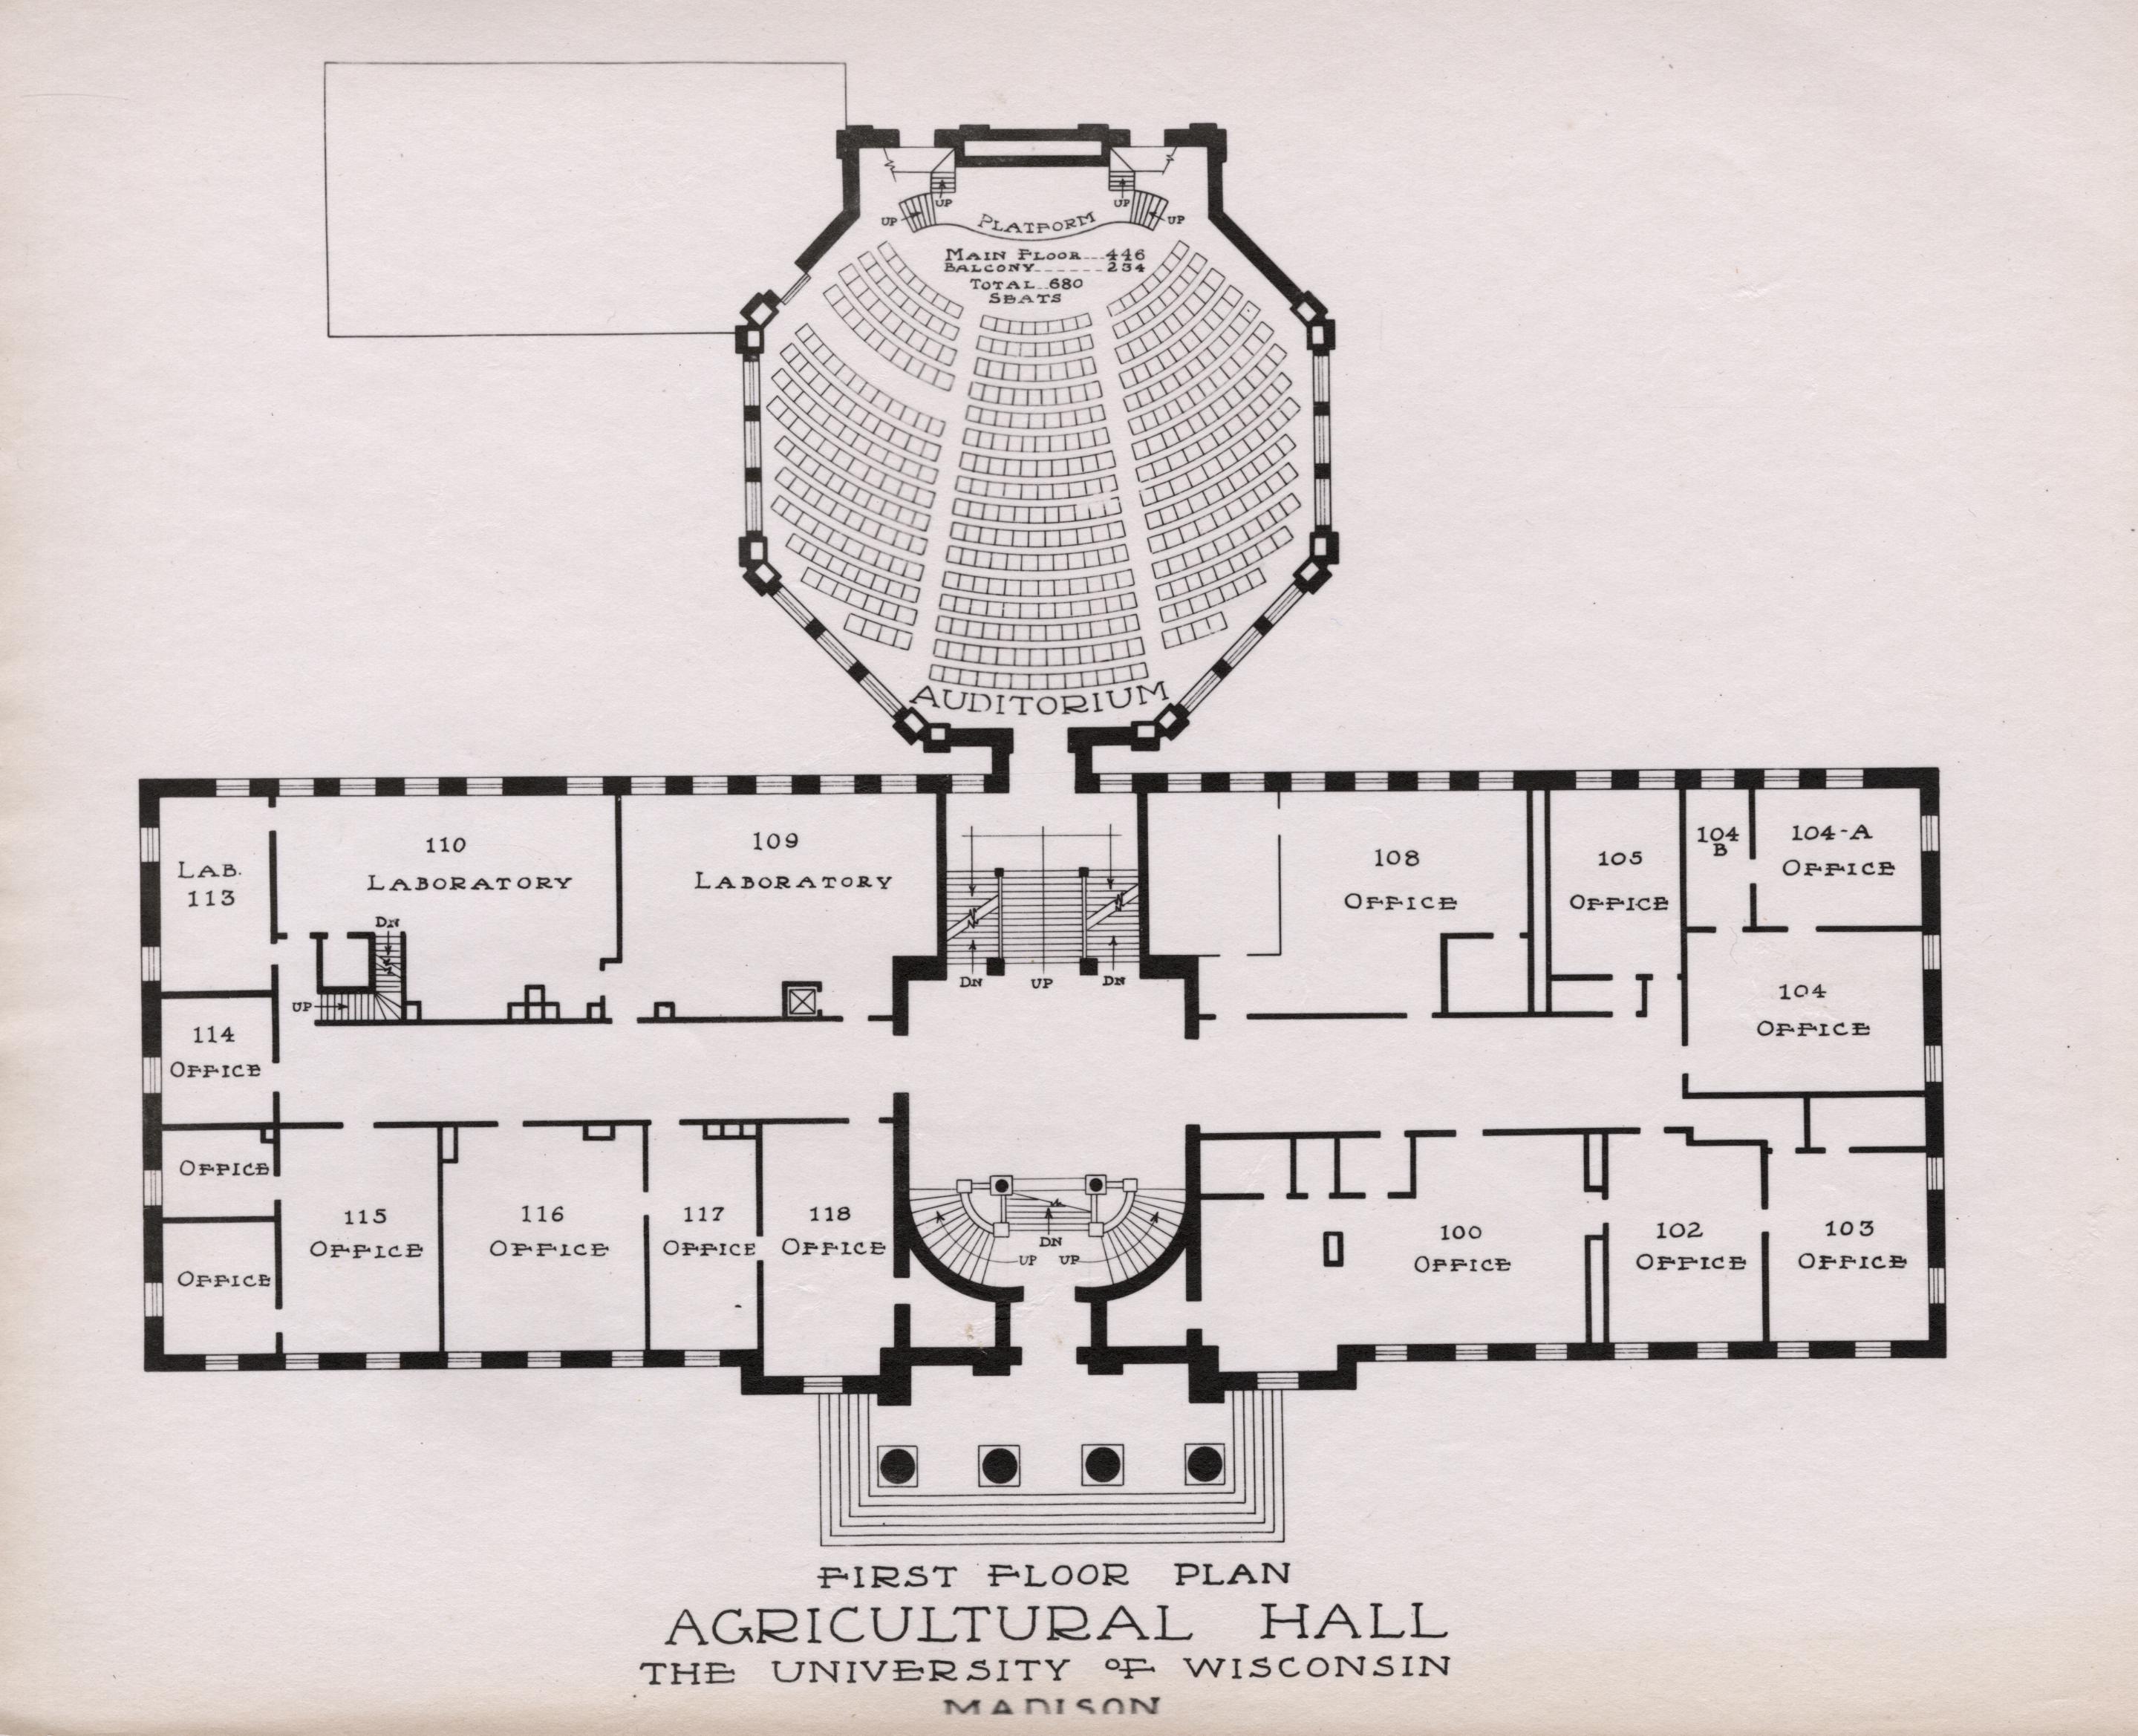 UP UP
UP PLATFORM UP
MAIN FLOOR...446
BALCONY.......234
TOTAL..680
SEATS
AUDITORIUM
LAB.
113
110
LABORATORY
DN
UP
109
LABORATORY
DN UP DN
108
OFFICE
105
OFFICE
104
B
104-A
OFFICE
104
OFFICE
114
OFFICE
OFFICE
OFFICE
115
OFFICE
116
OFFICE
117
OFFICE
118
OFFICE
DN
UP UP
100
OFFICE
102
OFFICE
103
OFFICE
FIRST FLOOR PLAN
AGRICULTURAL HALL
THE UNIVERSITY OF WISCONSIN
MADISON